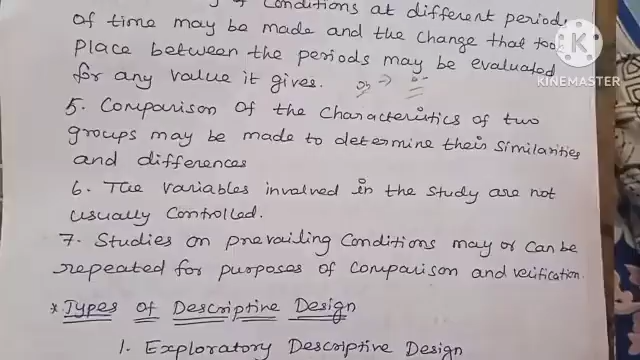 of Conditions at different periods
of time may be made and the change that took
place between the periods may be evaluated
for any value it gives.
KINEMASTER
5. Comparison of the characteristics of two
groups may be made to determine their similarities
and differences
6. The variables involved in the study are not
usually controlled.
7. Studies on prevailing conditions may or can be
repeated for purposes of comparison and verification.
* Types of Descriptive Design
1. Exploratory Descriptive Design